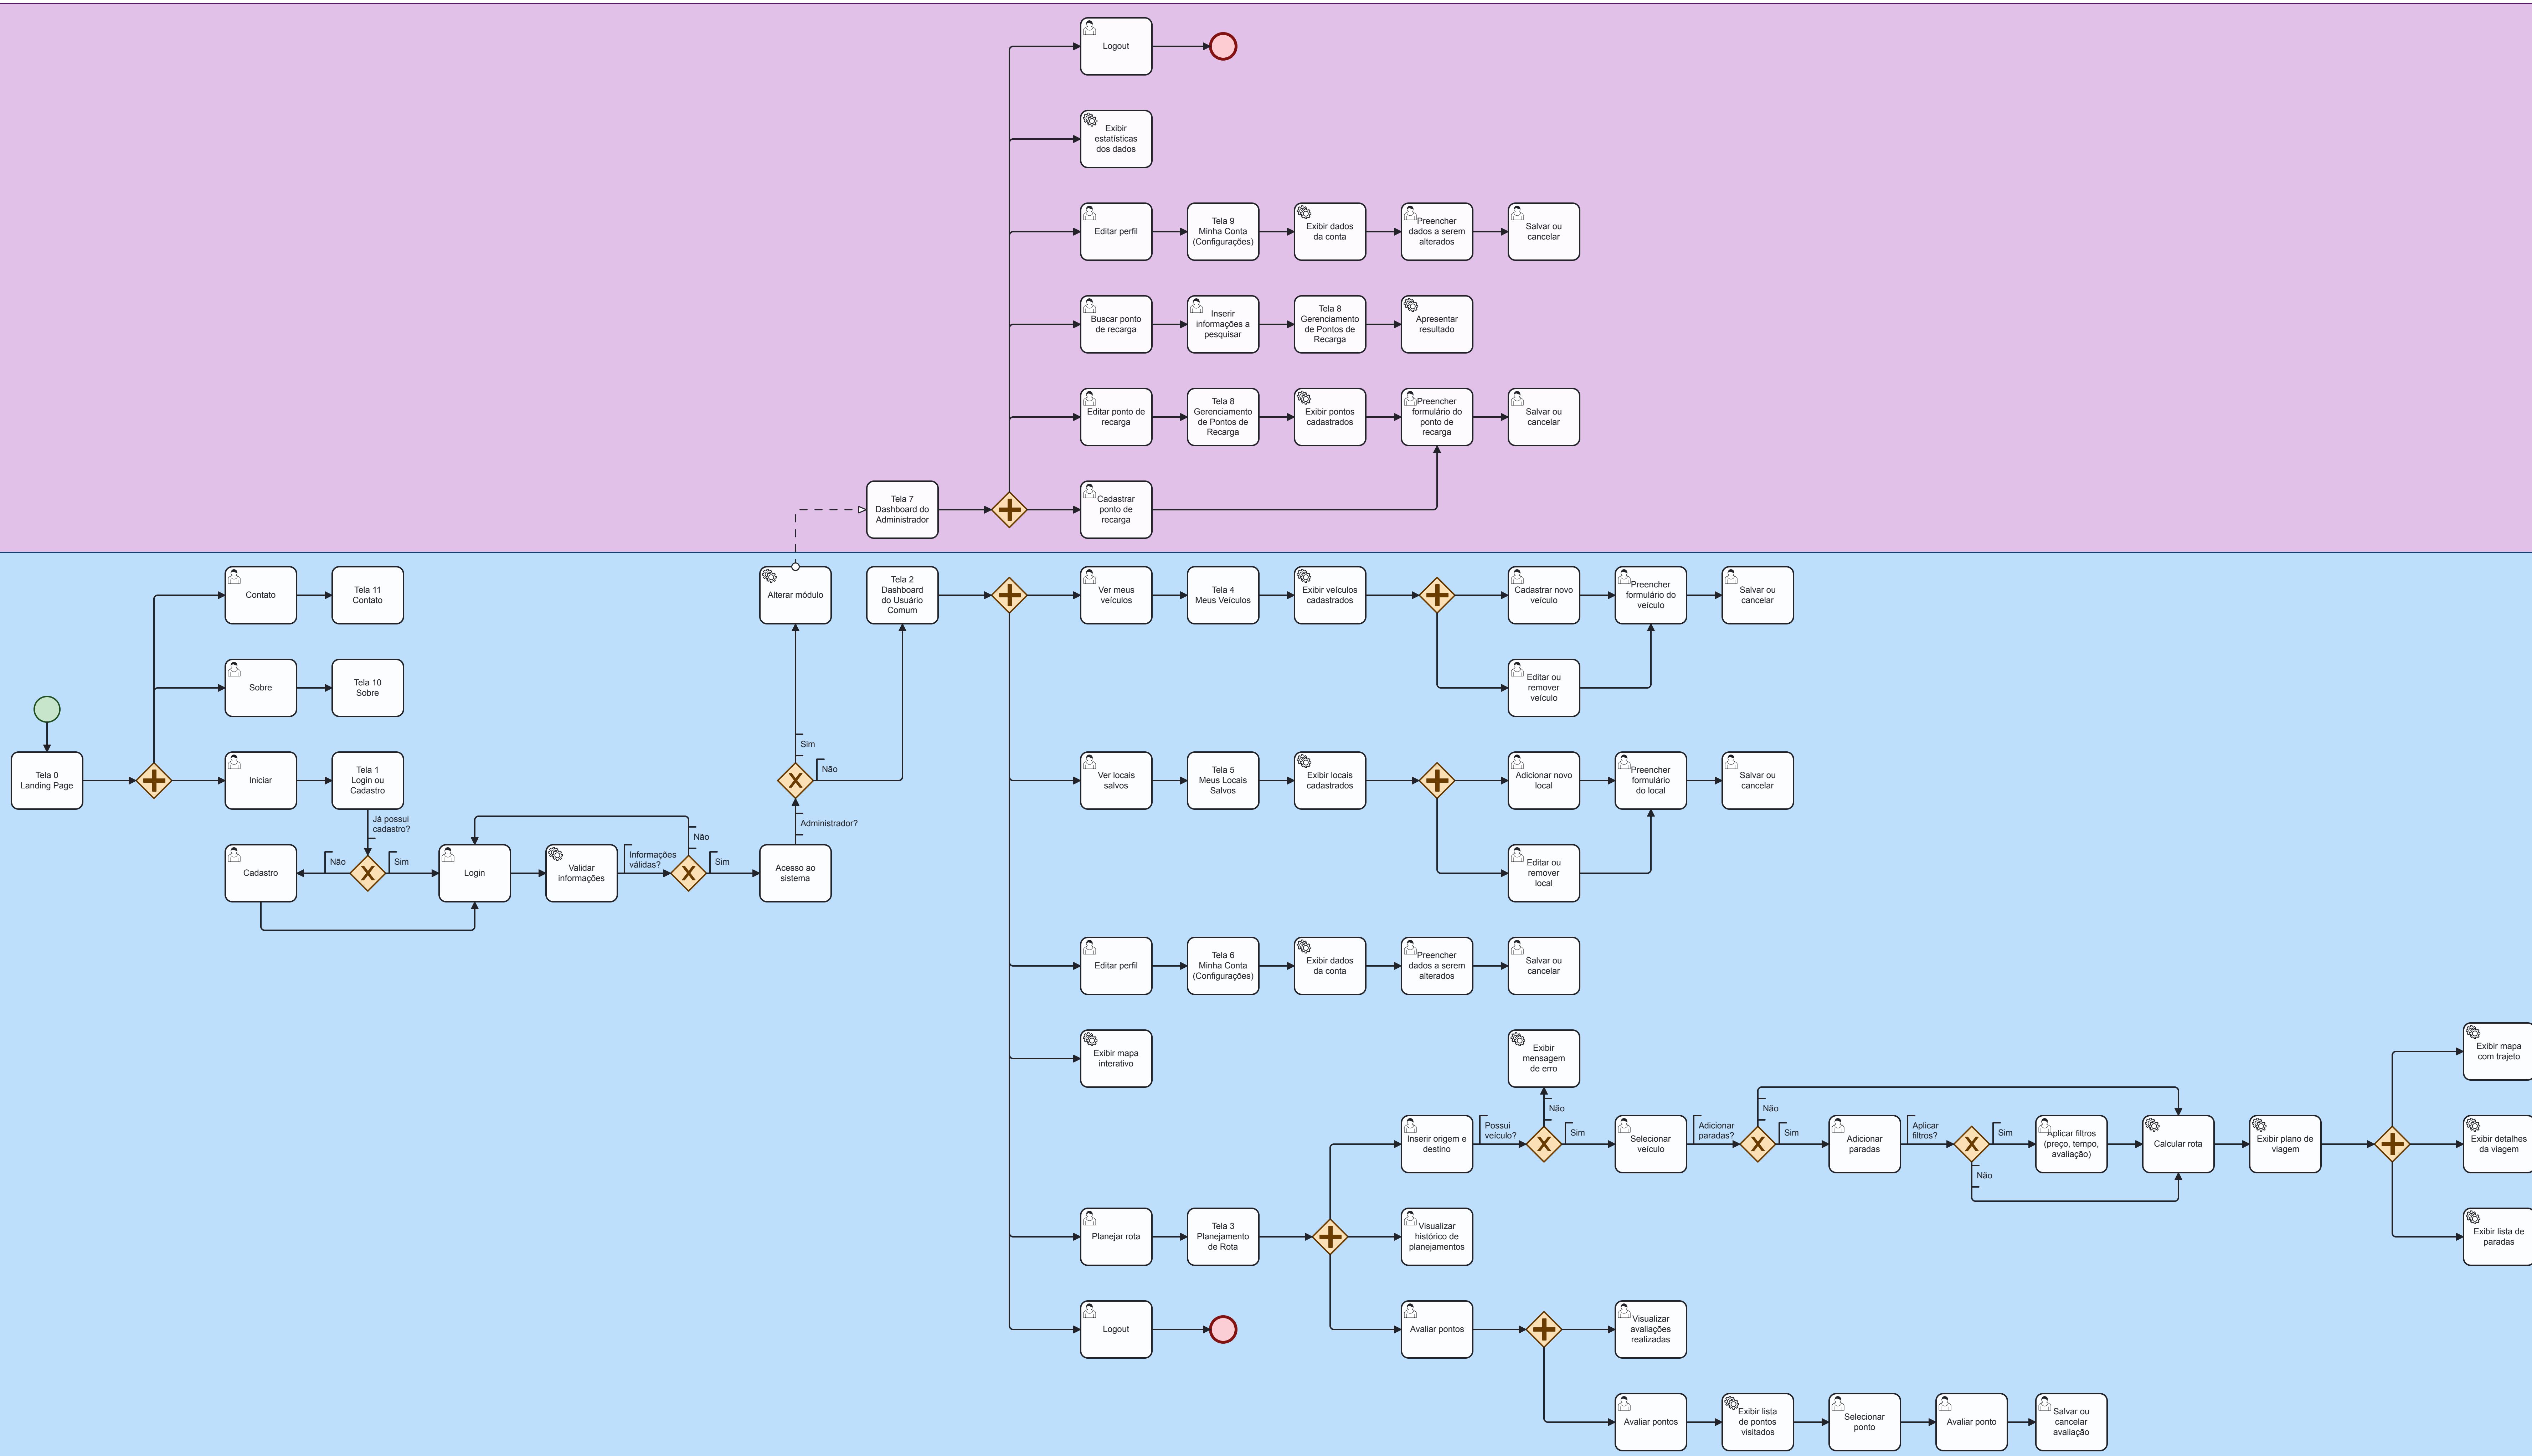 Logout
Exibir
estatísticas
dos dados
Editar perfil
Tela 9
Minha Conta
(Configurações)
Exibir dados
da conta
Preencher
dados a serem
alterados
Salvar ou
cancelar
Buscar ponto
de recarga
Inserir
informações a
pesquisar
Tela 8
Gerenciamento
de Pontos de
Recarga
Apresentar
resultado
Editar ponto de
recarga
Tela 8
Gerenciamento
de Pontos de
Recarga
Exibir pontos
cadastrados
Preencher
formulário do
ponto de
recarga
Salvar ou
cancelar
Tela 7
Dashboard do
Administrador
Cadastrar
ponto de
recarga
Contato
Tela 11
Contato
Alterar módulo
Tela 2
Dashboard
do Usuário
Comum
Ver meus
veículos
Tela 4
Meus Veículos
Exibir veículos
cadastrados
Cadastrar novo
veículo
Preencher
formulário do
veículo
Salvar ou
cancelar
Sobre
Tela 10
Sobre
Editar ou
remover
veículo
Sim
Não
Tela 0
Landing Page
Iniciar
Tela 1
Login ou
Cadastro
Ver locais
salvos
Tela 5
Meus Locais
Salvos
Exibir locais
cadastrados
Adicionar novo
local
Preencher
formulário
do local
Salvar ou
cancelar
Já possui
cadastro?
Administrador?
Não
Cadastro
Não
Sim
Login
Validar
informações
Informações
válidas?
Sim
Acesso ao
sistema
Editar ou
remover
local
Editar perfil
Tela 6
Minha Conta
(Configurações)
Exibir dados
da conta
Preencher
dados a serem
alterados
Salvar ou
cancelar
Exibir mapa
interativo
Exibir
mensagem
de erro
Exibir mapa
com trajeto
Não
Não
Inserir origem e
destino
Possui
veículo?
Sim
Selecionar
veículo
Adicionar
paradas?
Sim
Adicionar
paradas
Aplicar
filtros?
Sim
Aplicar filtros
(preço, tempo,
avaliação)
Calcular rota
Exibir plano de
viagem
Exibir detalhes
da viagem
Não
Planejar rota
Tela 3
Planejamento
de Rota
Visualizar
histórico de
planejamentos
Exibir lista de
paradas
Logout
Avaliar pontos
Visualizar
avaliações
realizadas
Avaliar pontos
Exibir lista
de pontos
visitados
Selecionar
ponto
Avaliar ponto
Salvar ou
cancelar
avaliação